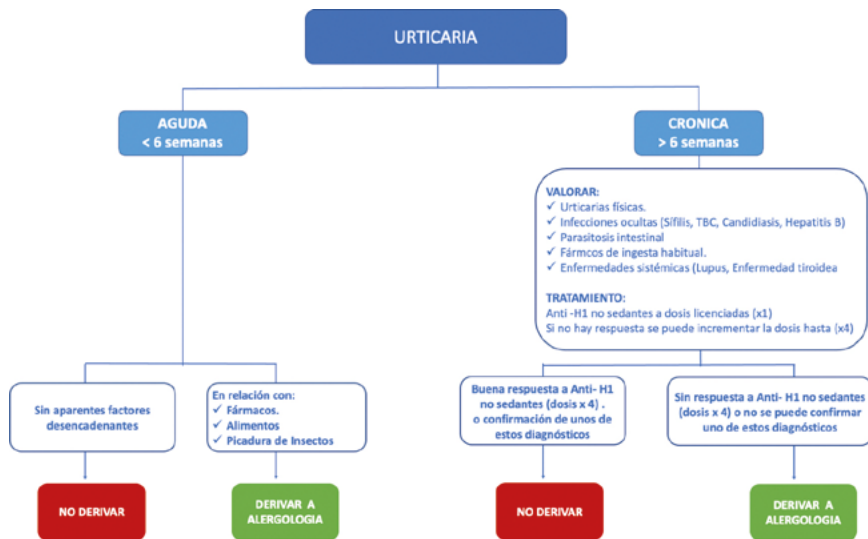 URTICARIA
AGUDA
< 6 semanas
CRONICA
> 6 semanas
VALORAR:
✓ Urticarias físicas.
✓ Infecciones ocultas (Sífilis, TBC, Candidiasis, Hepatitis B)
✓ Parasitosis intestinal
✓ Fármcos de ingesta habitual.
✓ Enfermedades sistémicas (Lupus, Enfermedad tiroidea
TRATAMIENTO:
Anti -H1 no sedantes a dosis licenciadas (x1)
Si no hay respuesta se puede incrementar la dosis hasta (x4)
Sin aparentes factores
desencadenantes
En relación con:
✓ Fármacos.
✓ Alimentos
✓ Picadura de Insectos
Buena respuesta a Anti- H1
no sedantes (dosis x 4) .
o confirmación de unos de
estos diagnósticos
Sin respuesta a Anti- H1 no sedantes
(dosis x 4) o no se puede confirmar
uno de estos diagnósticos
NO DERIVAR
DERIVAR A
ALERGOLOGIA
NO DERIVAR
DERIVAR A
ALERGOLOGIA